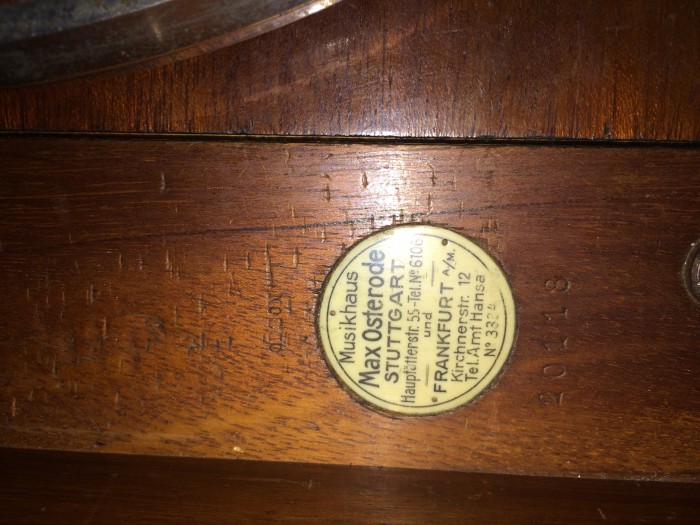 Musikhaus
Max Osterode
STUTTGART
Hauptstätterstr. 55-Tel.Nº 6106
und
FRANKFURT A/M.
Kirchnerstr. 12
Tel. Amt Hansa
Nº 3324
20118